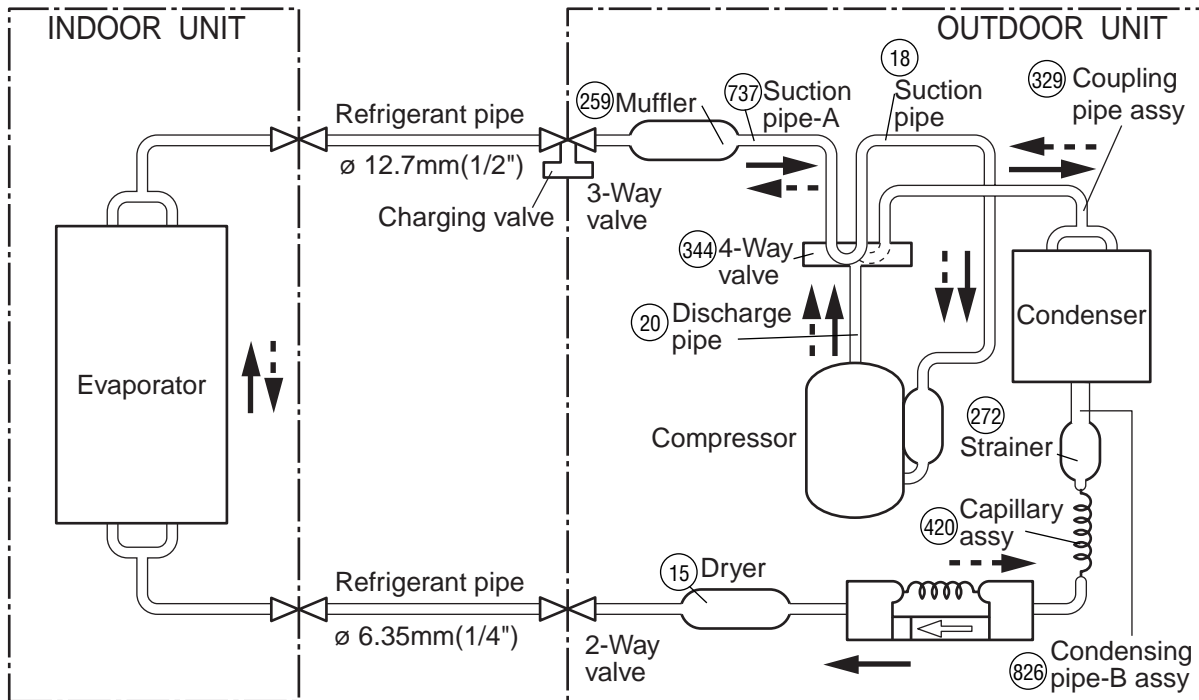 INDOOR UNIT
OUTDOOR UNIT
Refrigerant pipe
ø 12.7mm(1/2")
Charging valve
3-Way
valve
259 Muffler
737 Suction
pipe-A
18
Suction
pipe
329 Coupling
pipe assy
344 4-Way
valve
20 Discharge
pipe
Condenser
Evaporator
Compressor
272
Strainer
420 Capillary
assy
15 Dryer
Refrigerant pipe
ø 6.35mm(1/4")
2-Way
valve
826 Condensing
pipe-B assy